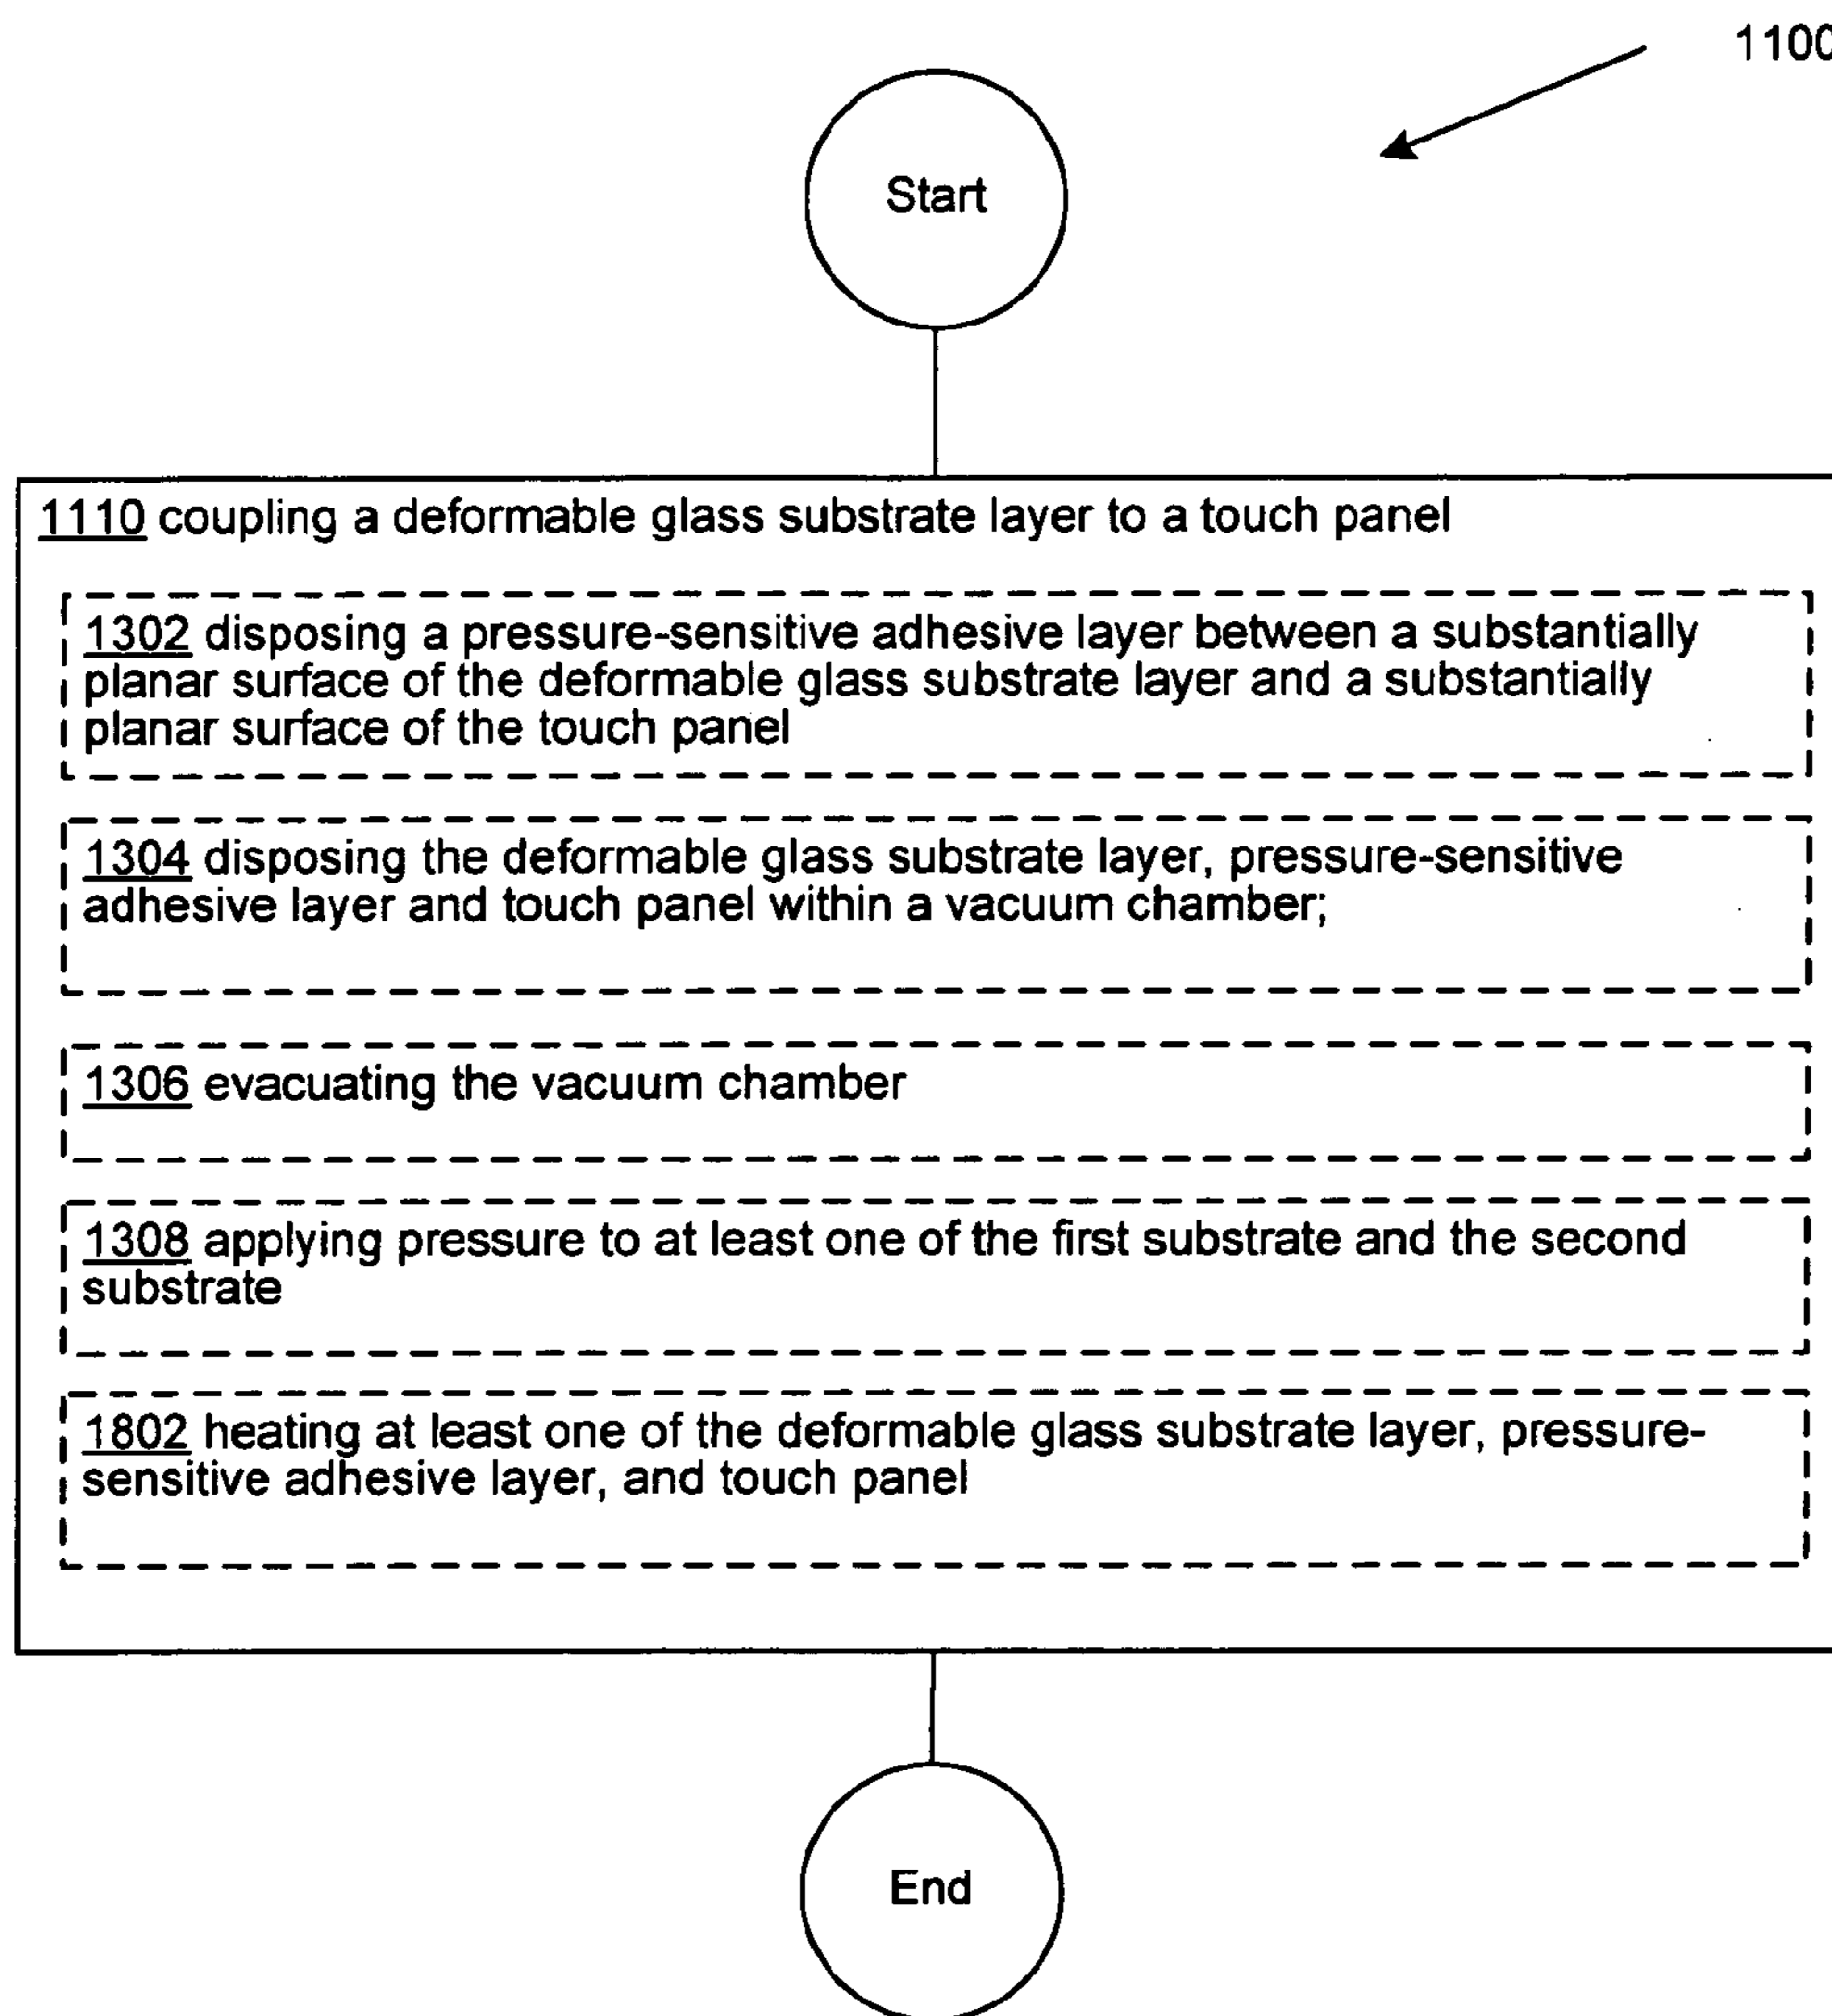 1100
Start
1110 coupling a deformable glass substrate layer to a touch panel
1302 disposing a pressure-sensitive adhesive layer between a substantially
planar surface of the deformable glass substrate layer and a substantially
planar surface of the touch panel
1304 disposing the deformable glass substrate layer, pressure-sensitive
adhesive layer and touch panel within a vacuum chamber;
1306 evacuating the vacuum chamber
1308 applying pressure to at least one of the first substrate and the second
substrate
1802 heating at least one of the deformable glass substrate layer, pressure-
sensitive adhesive layer, and touch panel
End